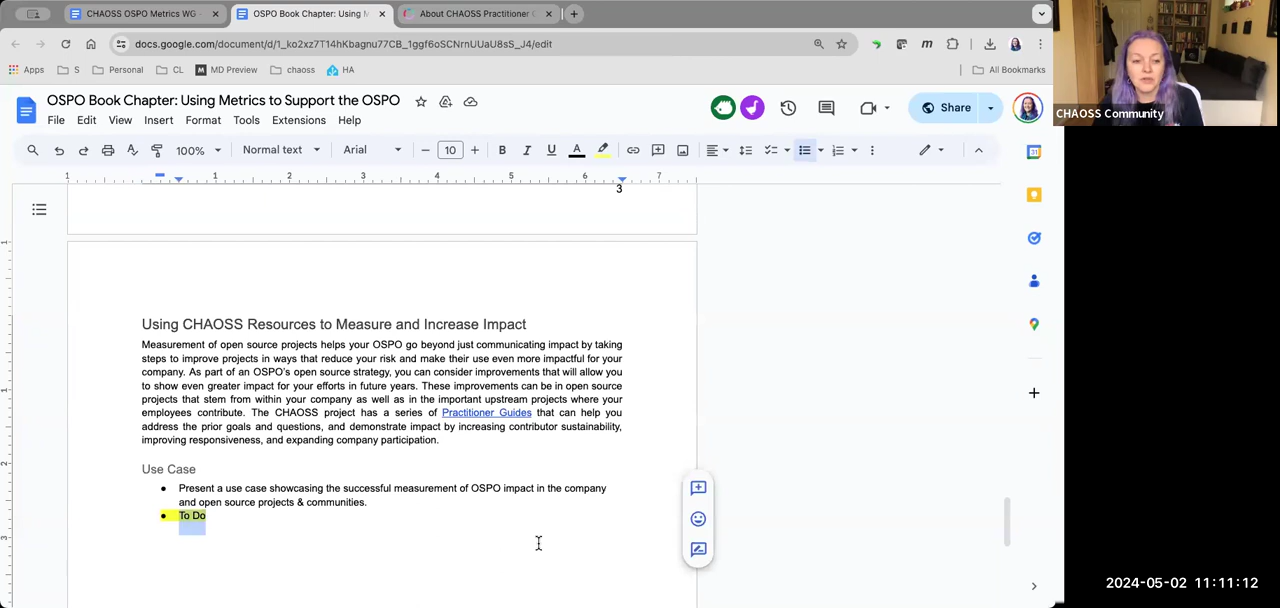 CHAOSS OSPO Metrics WG
OSPO Book Chapter: Using M
About CHAOSS Practitioner G
docs.google.com/document/d/1_ko2xz7T14hKbagnu77CB_1ggf6oSCNrnUUaU8sS_J4/edit
Apps S Personal CL MD Preview chaoss HA All Bookmarks
OSPO Book Chapter: Using Metrics to Support the OSPO
File Edit View Insert Format Tools Extensions Help
Share
100% Normal text Arial 10 B I U A
1 1 2 3 4 5 6 7
3
Using CHAOSS Resources to Measure and Increase Impact
Measurement of open source projects helps your OSPO go beyond just communicating impact by taking
steps to improve projects in ways that reduce your risk and make their use even more impactful for your
company. As part of an OSPO's open source strategy, you can consider improvements that will allow you
to show even greater impact for your efforts in future years. These improvements can be in open source
projects that stem from within your company as well as in the important upstream projects where your
employees contribute. The CHAOSS project has a series of Practitioner Guides that can help you
address the prior goals and questions, and demonstrate impact by increasing contributor sustainability,
improving responsiveness, and expanding company participation.
Use Case
● Present a use case showcasing the successful measurement of OSPO impact in the company
and open source projects & communities.
● To Do
CHAOSS Community
2024-05-02 11:11:12